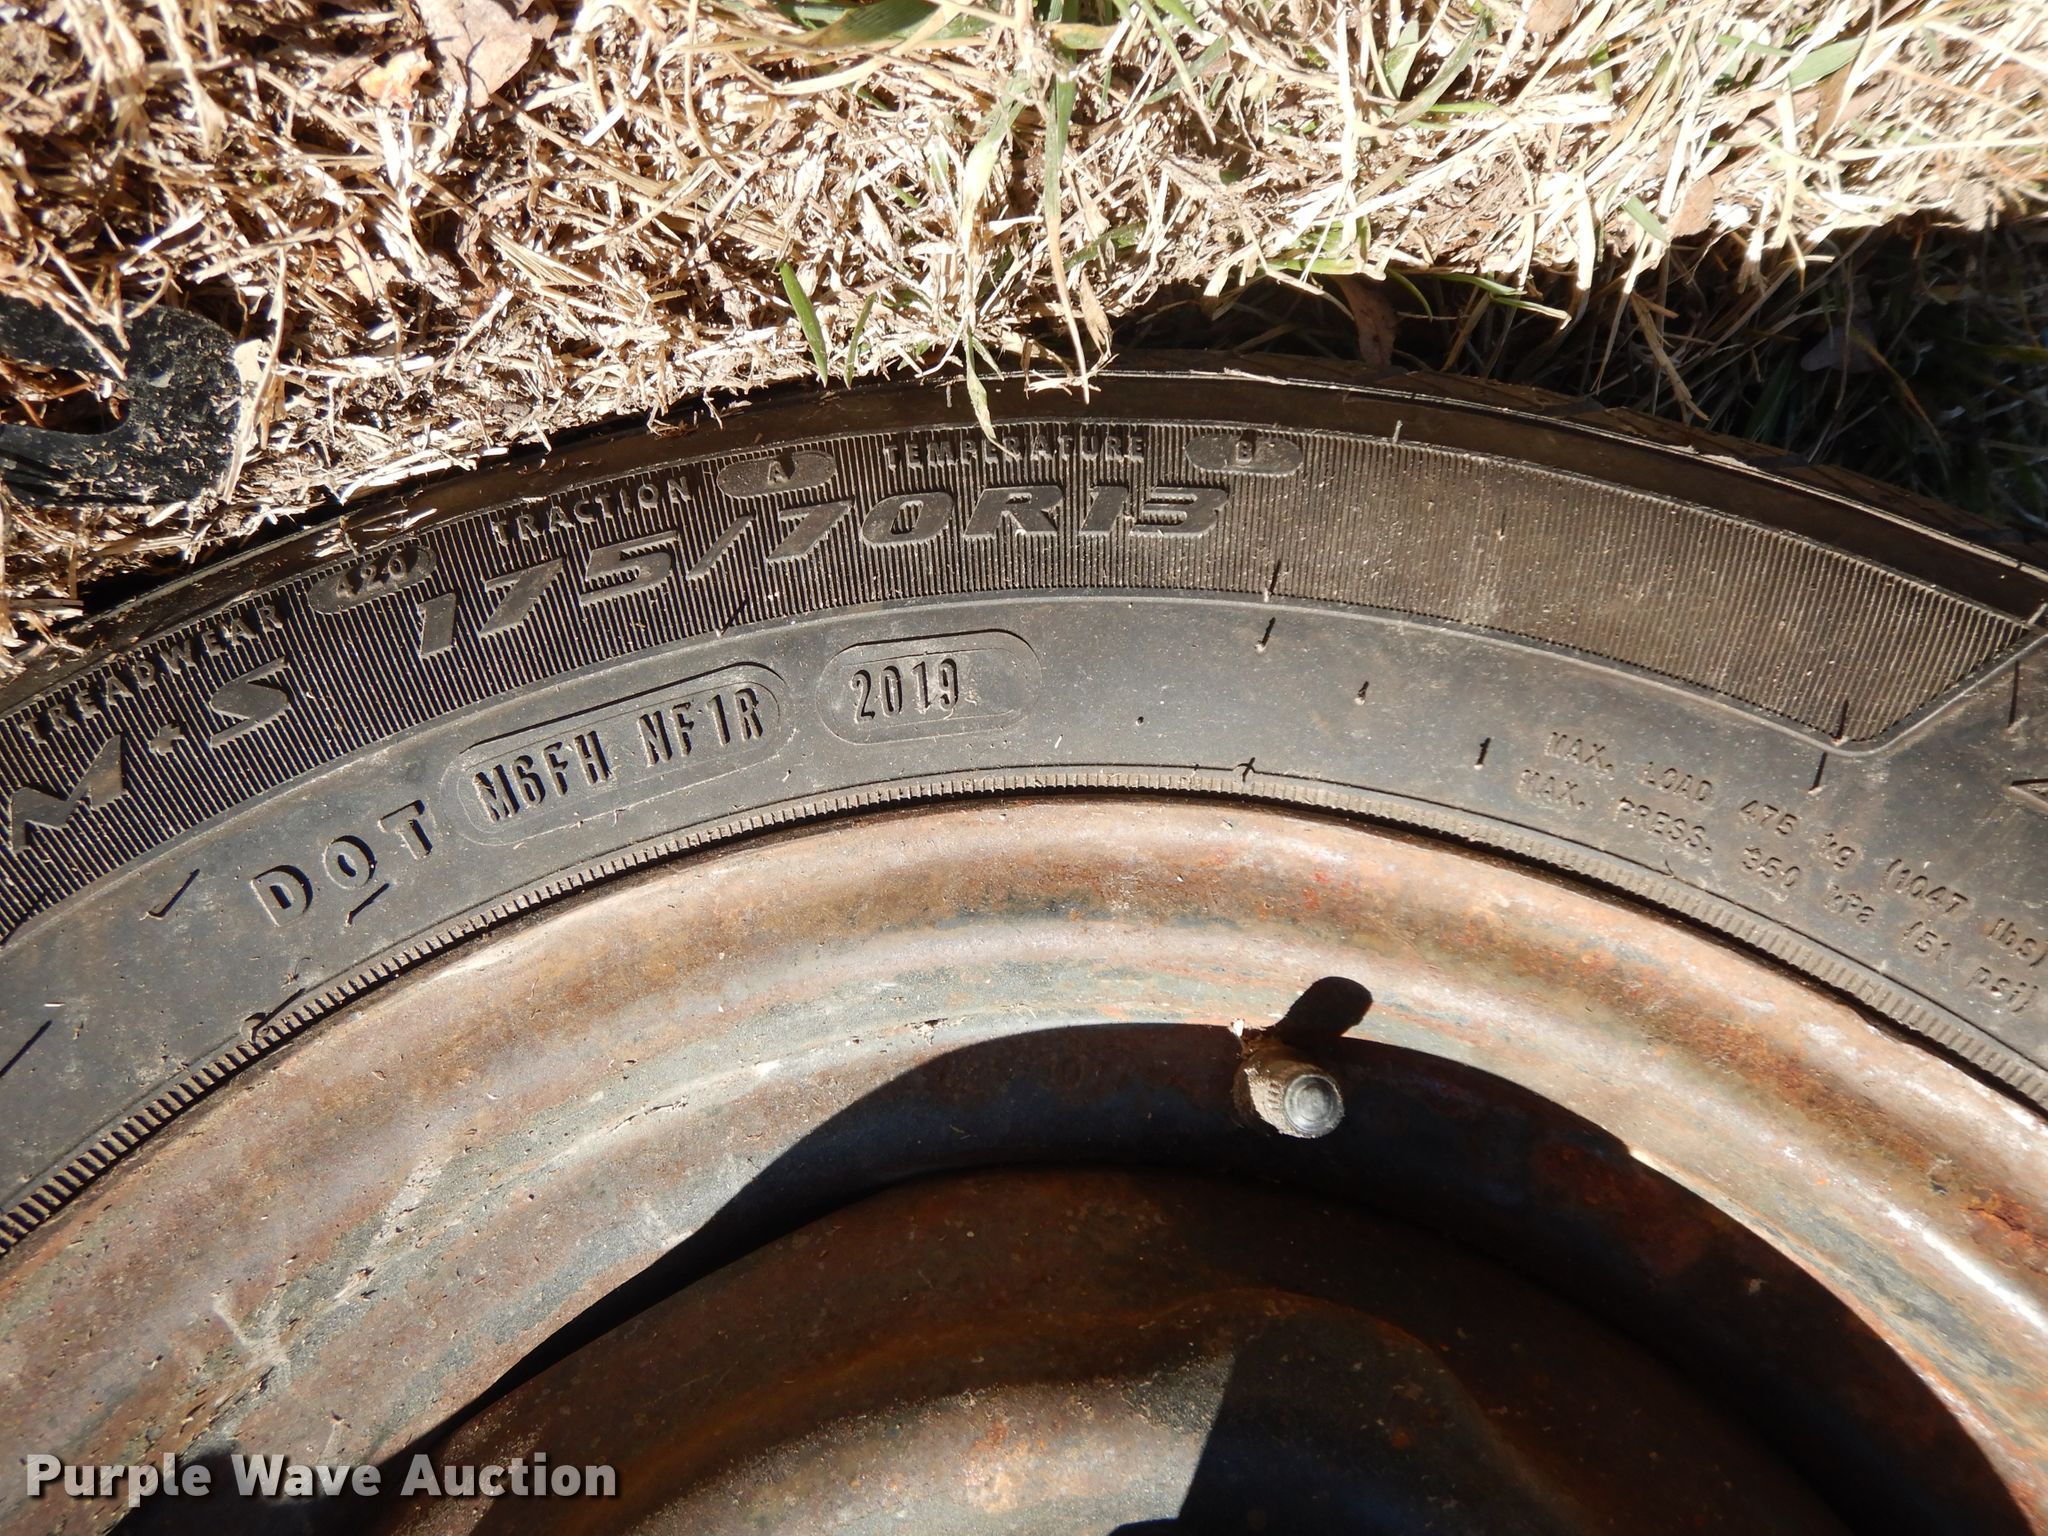 TREADWEAR 420 TRACTION A TEMPERATURE B
M+S 175/70R13
DOT M6FH NF1R 2019
MAX. LOAD 475 kg (1047 lbs)
MAX. PRESS. 350 kPa (51 psi)
Purple Wave Auction